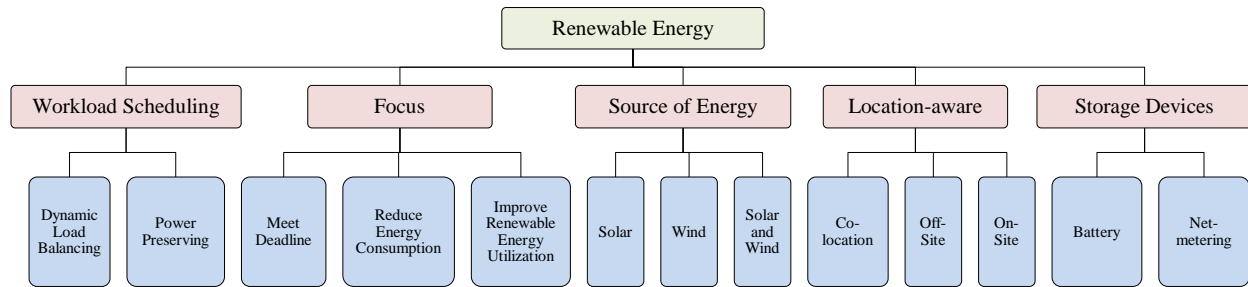 Renewable Energy
Workload Scheduling
Focus
Source of Energy
Location-aware
Storage Devices
Dynamic
Load
Balancing
Power
Preserving
Meet
Deadline
Reduce
Energy
Consumption
Improve
Renewable
Energy
Utilization
Solar
Wind
Solar
and
Wind
Co-
location
Off-
Site
On-
Site
Battery
Net-
metering